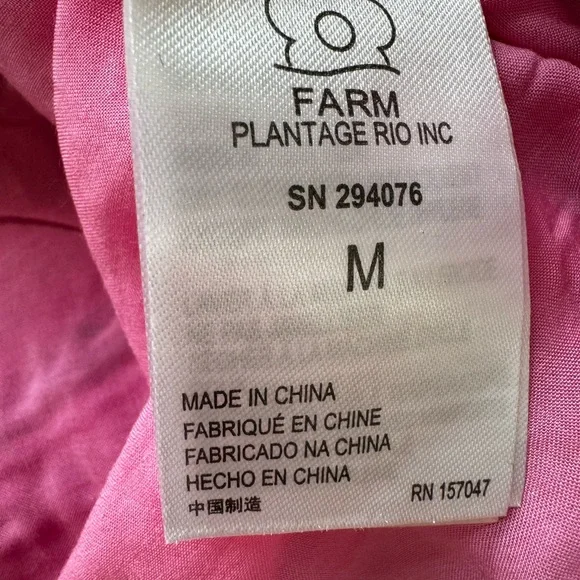 FARM
PLANTAGE RIO INC
SN 294076
M
MADE IN CHINA
FABRIQUÉ EN CHINE
FABRICADO NA CHINA
HECHO EN CHINA
中国制造
RN 157047